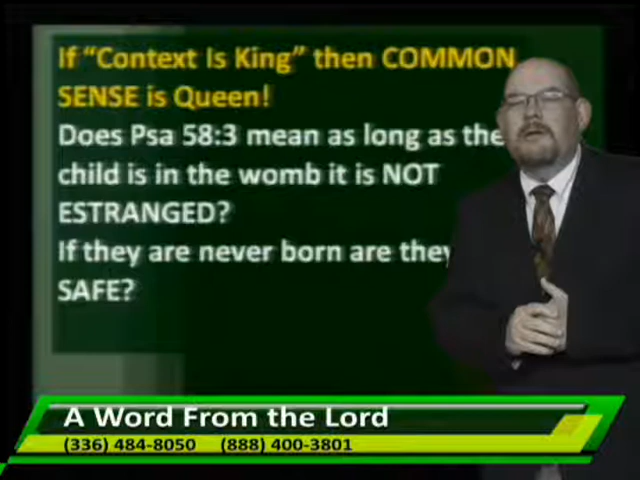 If “Context Is King” then COMMON
SENSE is Queen!
Does Psa 58:3 mean as long as the
child is in the womb it is NOT
ESTRANGED?
If they are never born are they
SAFE?
A Word From the Lord
(336) 484-8050 (888) 400-3801